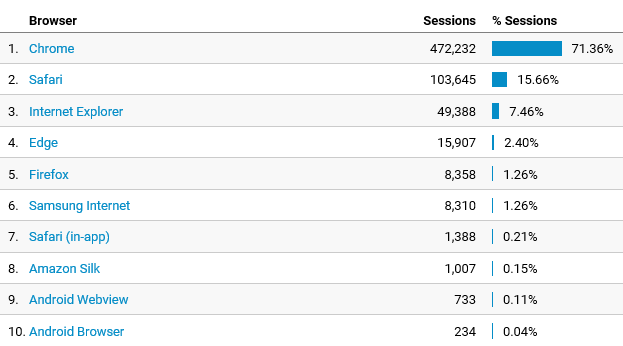 Browser Sessions % Sessions
1. Chrome 472,232 71.36%
2. Safari 103,645 15.66%
3. Internet Explorer 49,388 7.46%
4. Edge 15,907 2.40%
5. Firefox 8,358 1.26%
6. Samsung Internet 8,310 1.26%
7. Safari (in-app) 1,388 0.21%
8. Amazon Silk 1,007 0.15%
9. Android Webview 733 0.11%
10. Android Browser 234 0.04%